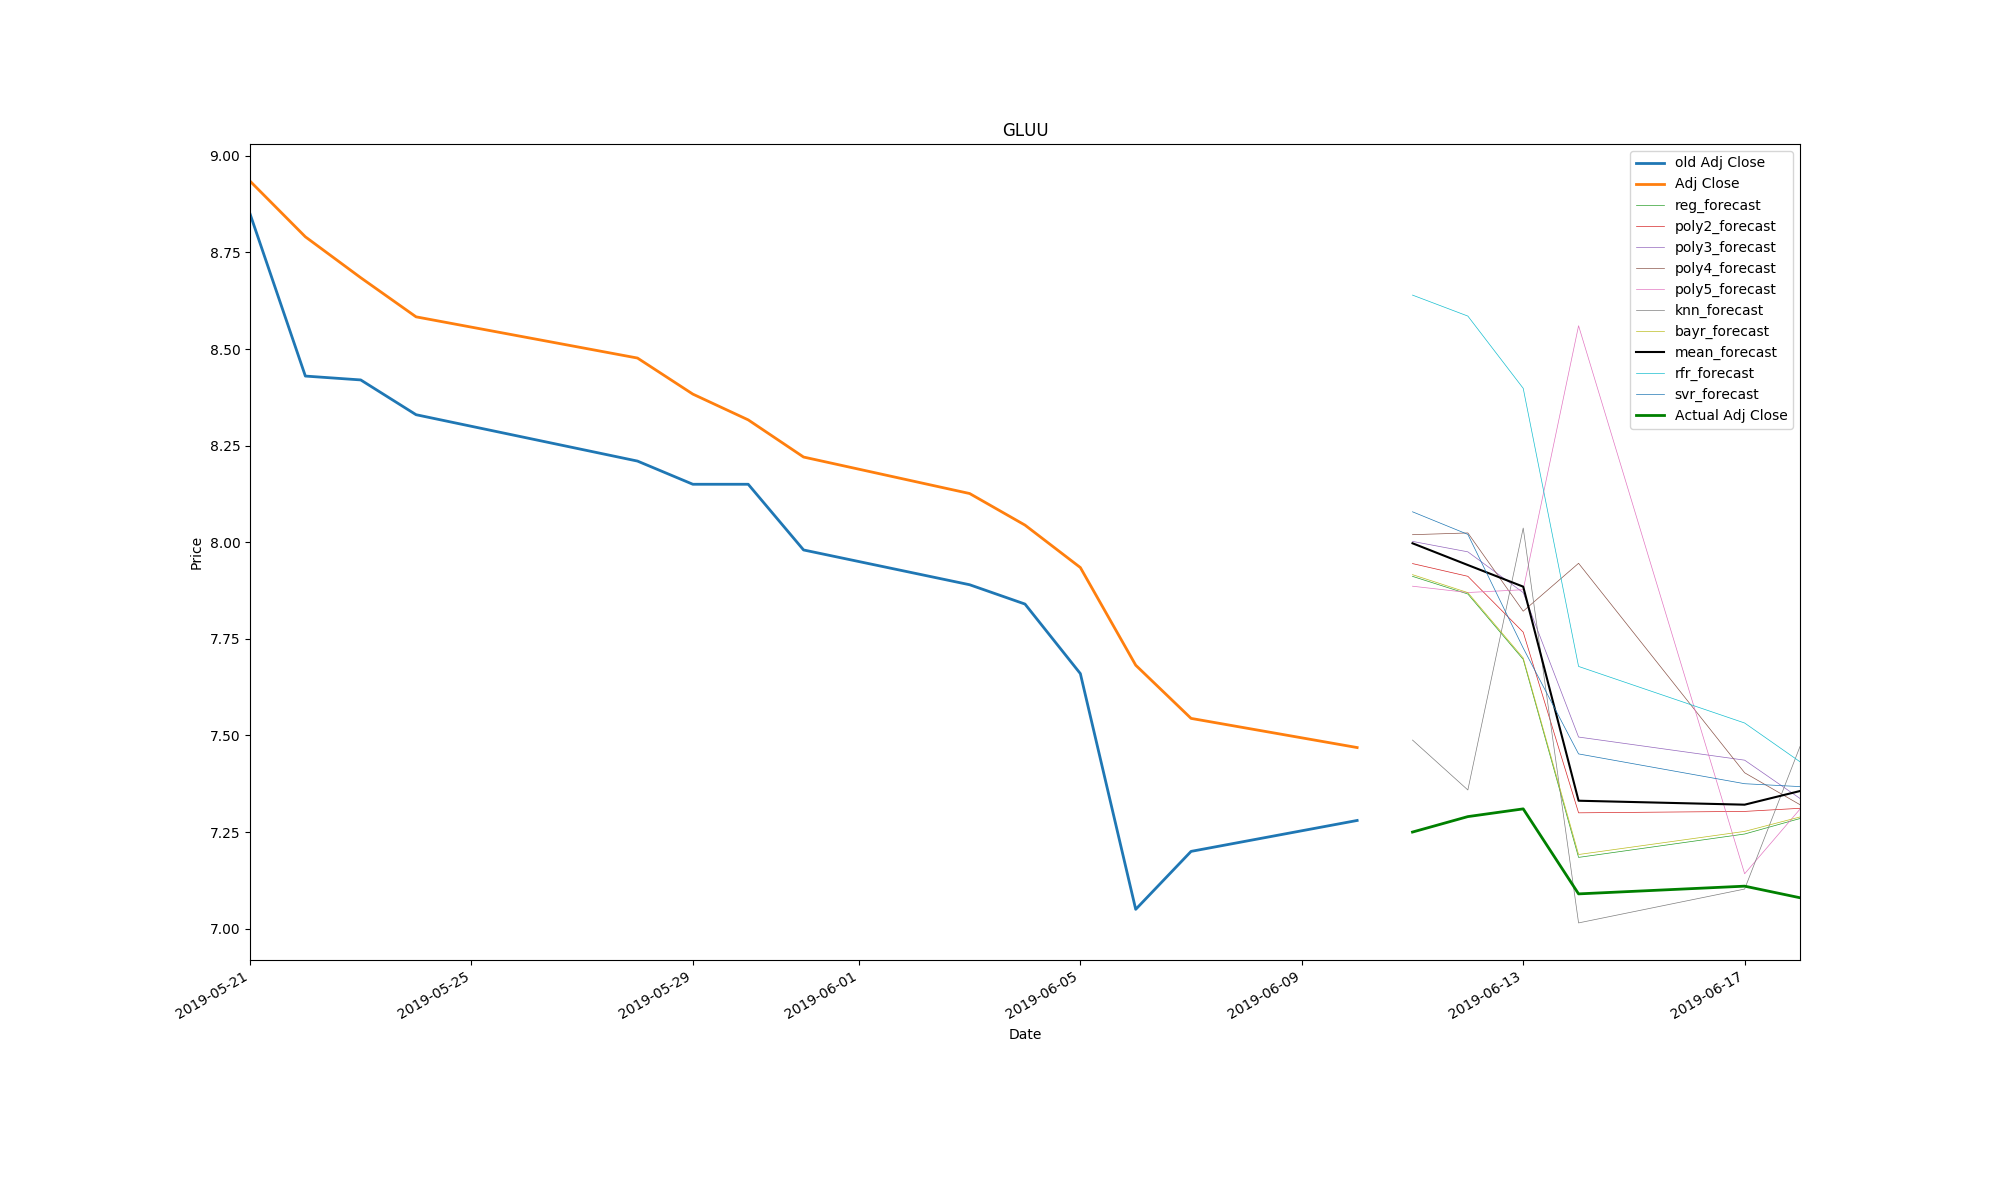 GLUU
9.00
8.75
8.50
8.25
8.00
7.75
7.50
7.25
7.00
Price
old Adj Close
Adj Close
reg_forecast
poly2_forecast
poly3_forecast
poly4_forecast
poly5_forecast
knn_forecast
bayr_forecast
mean_forecast
rfr_forecast
svr_forecast
Actual Adj Close
2019-05-21
2019-05-25
2019-05-29
2019-06-01
2019-06-05
2019-06-09
2019-06-13
2019-06-17
Date